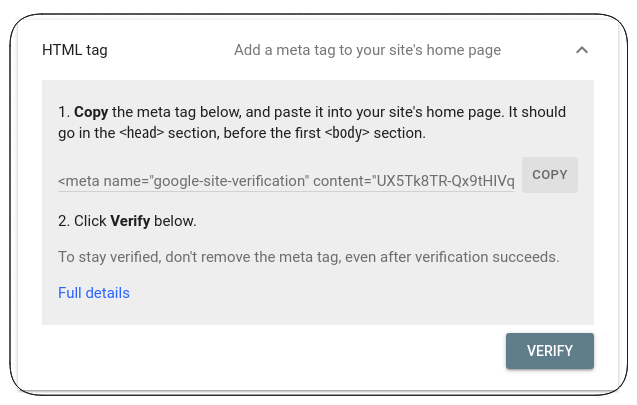 HTML tag Add a meta tag to your site's home page
1. Copy the meta tag below, and paste it into your site's home page. It should
go in the <head> section, before the first <body> section.
<meta name="google-site-verification" content="UX5Tk8TR-Qx9tHIVq COPY
2. Click Verify below.
To stay verified, don't remove the meta tag, even after verification succeeds.
Full details
VERIFY